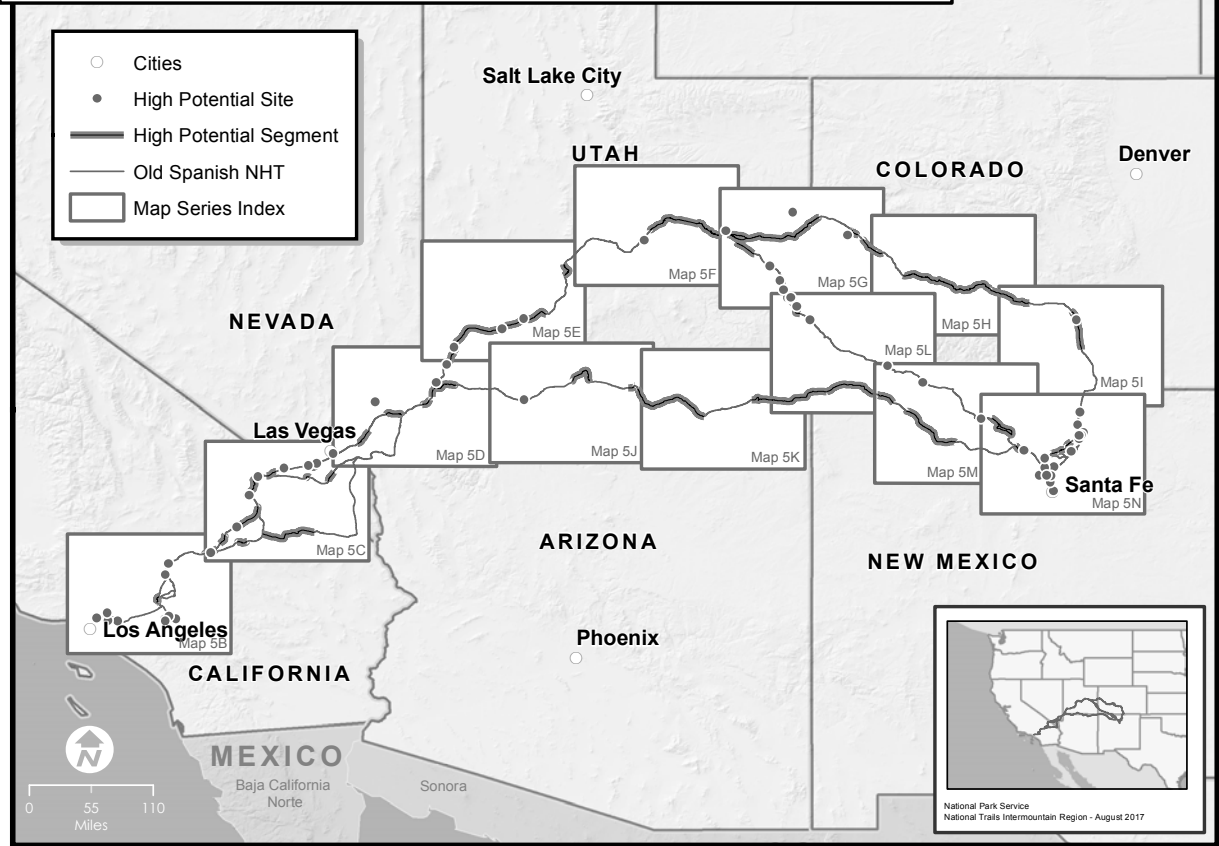 Cities
High Potential Site
High Potential Segment
Old Spanish NHT
Map Series Index
Salt Lake City
UTAH
COLORADO
Denver
NEVADA
Map 5F
Map 5G
Map 5H
Map 5E
Map 5L
Map 5I
Las Vegas
Map 5D
Map 5J
Map 5K
Map 5M
Santa Fe
Map 5N
Map 5C
ARIZONA
NEW MEXICO
Los Angeles
Map 5B
Phoenix
CALIFORNIA
MEXICO
Baja California
Norte
Sonora
N
0 55 110
Miles
National Park Service
National Trails Intermountain Region - August 2017